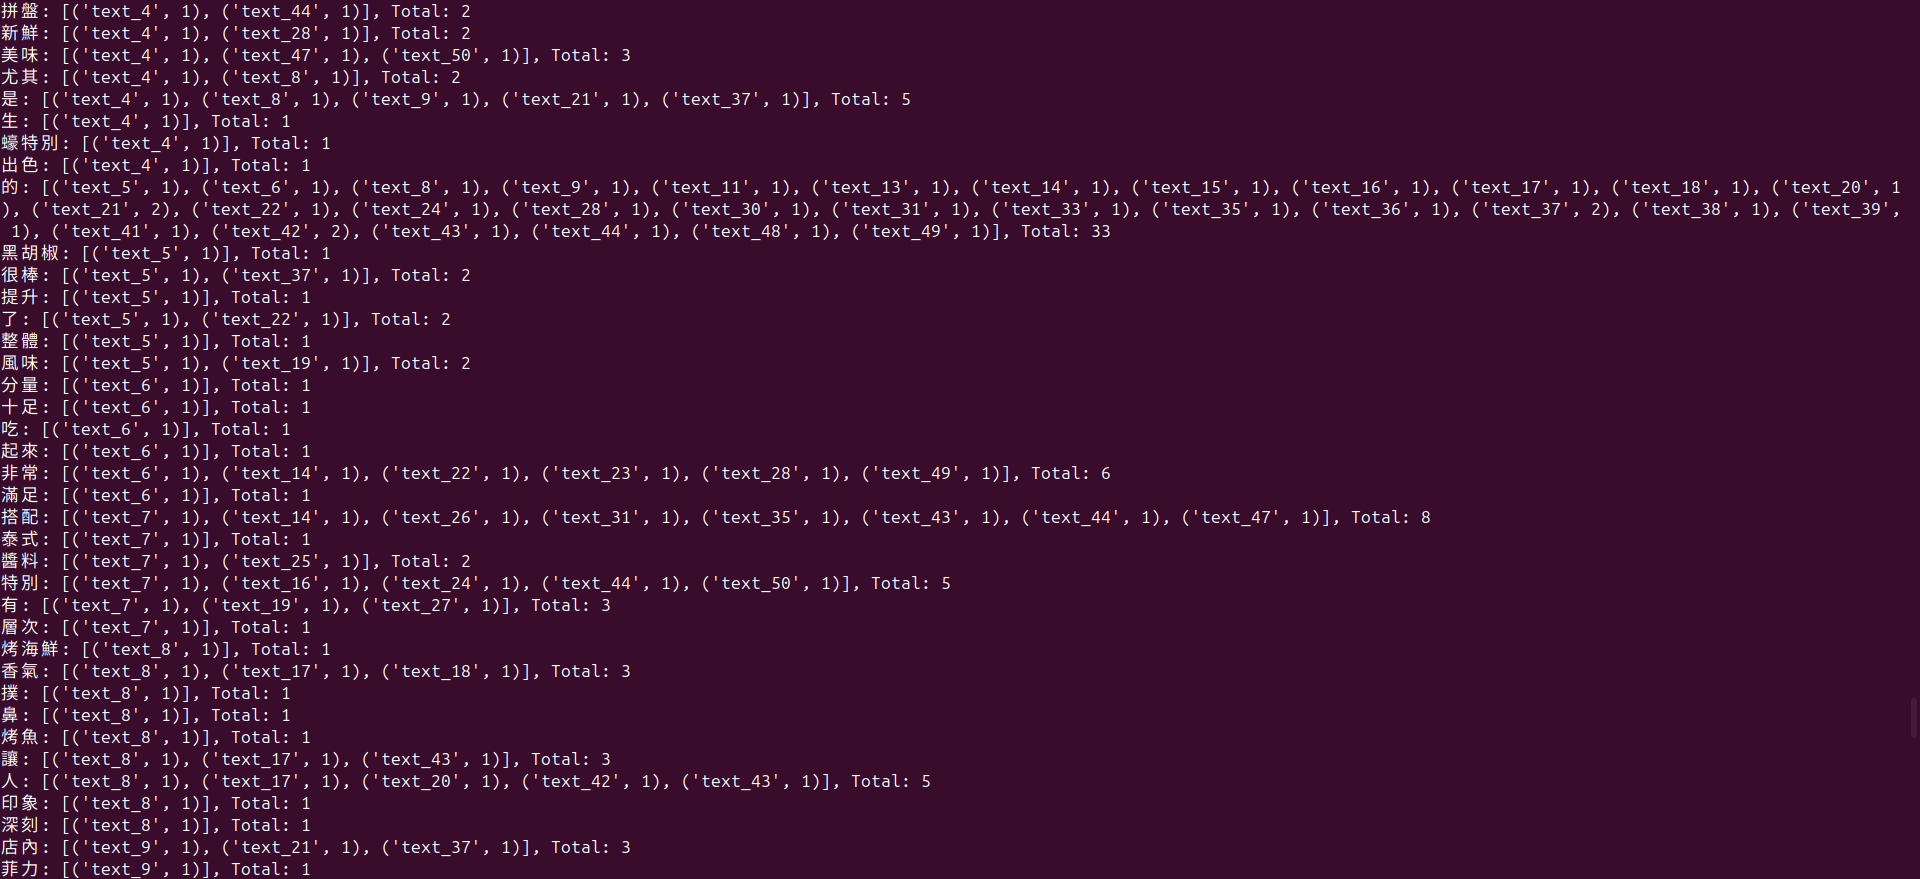 拼盤: [('text_4', 1), ('text_44', 1)], Total: 2
新鮮: [('text_4', 1), ('text_28', 1)], Total: 2
美味: [('text_4', 1), ('text_47', 1), ('text_50', 1)], Total: 3
尤其: [('text_4', 1), ('text_8', 1)], Total: 2
是: [('text_4', 1), ('text_8', 1), ('text_9', 1), ('text_21', 1), ('text_37', 1)], Total: 5
生: [('text_4', 1)], Total: 1
蠔特別: [('text_4', 1)], Total: 1
出色: [('text_4', 1)], Total: 1
的: [('text_5', 1), ('text_6', 1), ('text_8', 1), ('text_9', 1), ('text_11', 1), ('text_13', 1), ('text_14', 1), ('text_15', 1), ('text_16', 1), ('text_17', 1), ('text_18', 1), ('text_20', 1
), ('text_21', 2), ('text_22', 1), ('text_24', 1), ('text_28', 1), ('text_30', 1), ('text_31', 1), ('text_33', 1), ('text_35', 1), ('text_36', 1), ('text_37', 2), ('text_38', 1), ('text_39',
 1), ('text_41', 1), ('text_42', 2), ('text_43', 1), ('text_44', 1), ('text_48', 1), ('text_49', 1)], Total: 33
黑胡椒: [('text_5', 1)], Total: 1
很棒: [('text_5', 1), ('text_37', 1)], Total: 2
提升: [('text_5', 1)], Total: 1
了: [('text_5', 1), ('text_22', 1)], Total: 2
整體: [('text_5', 1)], Total: 1
風味: [('text_5', 1), ('text_19', 1)], Total: 2
分量: [('text_6', 1)], Total: 1
十足: [('text_6', 1)], Total: 1
吃: [('text_6', 1)], Total: 1
起來: [('text_6', 1)], Total: 1
非常: [('text_6', 1), ('text_14', 1), ('text_22', 1), ('text_23', 1), ('text_28', 1), ('text_49', 1)], Total: 6
滿足: [('text_6', 1)], Total: 1
搭配: [('text_7', 1), ('text_14', 1), ('text_26', 1), ('text_31', 1), ('text_35', 1), ('text_43', 1), ('text_44', 1), ('text_47', 1)], Total: 8
泰式: [('text_7', 1)], Total: 1
醬料: [('text_7', 1), ('text_25', 1)], Total: 2
特別: [('text_7', 1), ('text_16', 1), ('text_24', 1), ('text_44', 1), ('text_50', 1)], Total: 5
有: [('text_7', 1), ('text_19', 1), ('text_27', 1)], Total: 3
層次: [('text_7', 1)], Total: 1
烤海鮮: [('text_8', 1)], Total: 1
香氣: [('text_8', 1), ('text_17', 1), ('text_18', 1)], Total: 3
撲: [('text_8', 1)], Total: 1
鼻: [('text_8', 1)], Total: 1
烤魚: [('text_8', 1)], Total: 1
讓: [('text_8', 1), ('text_17', 1), ('text_43', 1)], Total: 3
人: [('text_8', 1), ('text_17', 1), ('text_20', 1), ('text_42', 1), ('text_43', 1)], Total: 5
印象: [('text_8', 1)], Total: 1
深刻: [('text_8', 1)], Total: 1
店內: [('text_9', 1), ('text_21', 1), ('text_37', 1)], Total: 3
菲力: [('text_9', 1)], Total: 1